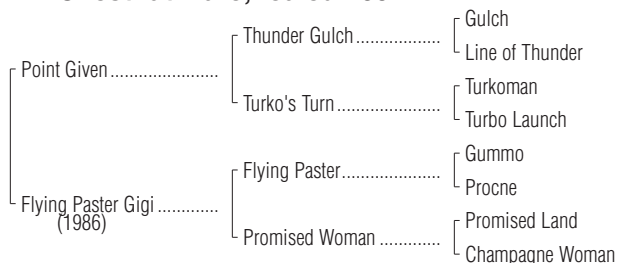 Gulch
Thunder Gulch ...................
Line of Thunder
Point Given ........................
Turkoman
Turko's Turn .......................
Turbo Launch
Gummo
Flying Paster......................
Procne
Flying Paster Gigi .............
(1986)
Promised Land
Promised Woman .............
Champagne Woman